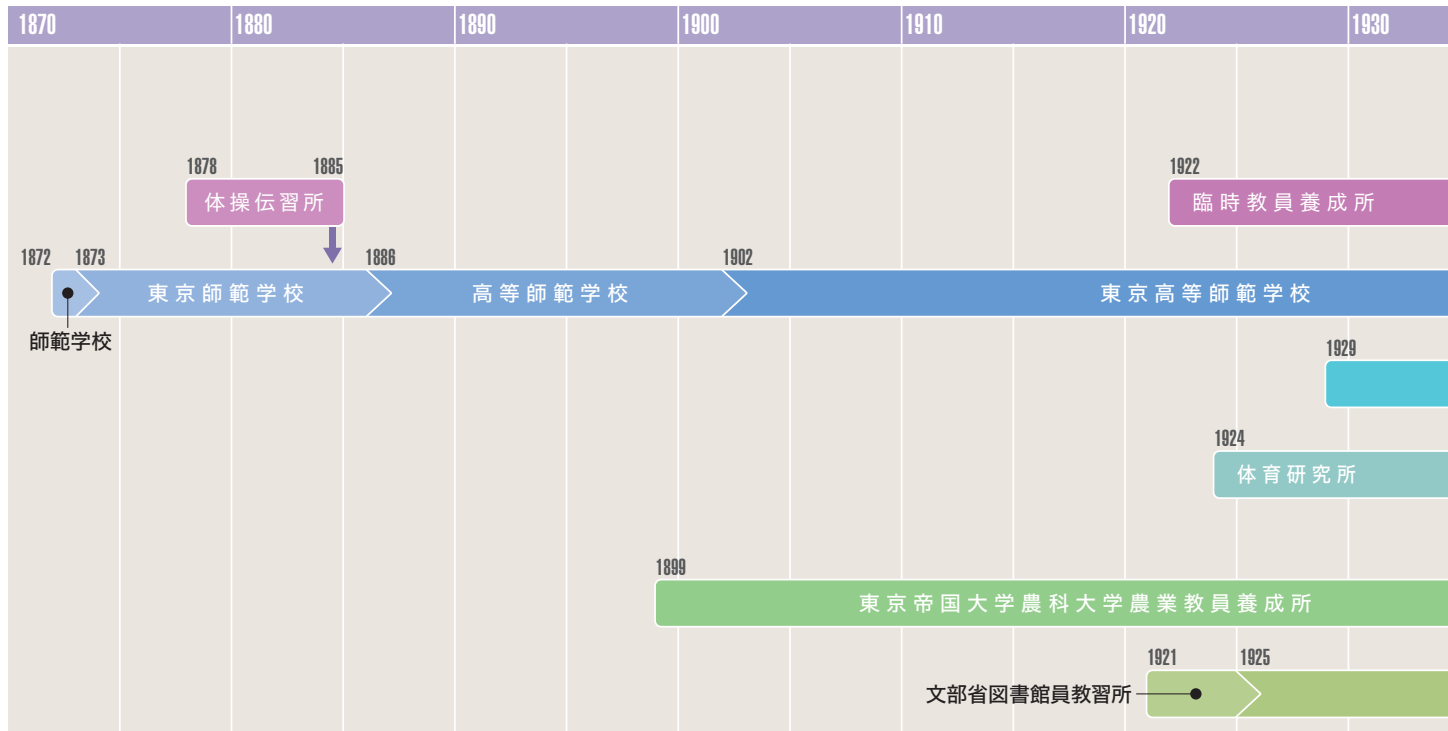 1870 1880 1890 1900 1910 1920 1930
1878 1885 1922
体操伝習所 臨時教員養成所
1872 1873 1886 1902
東京師範学校 高等師範学校 東京高等師範学校
師範学校
1929
1924
体育研究所
1899
東京帝国大学農科大学農業教員養成所
1921 1925
文部省図書館員教習所